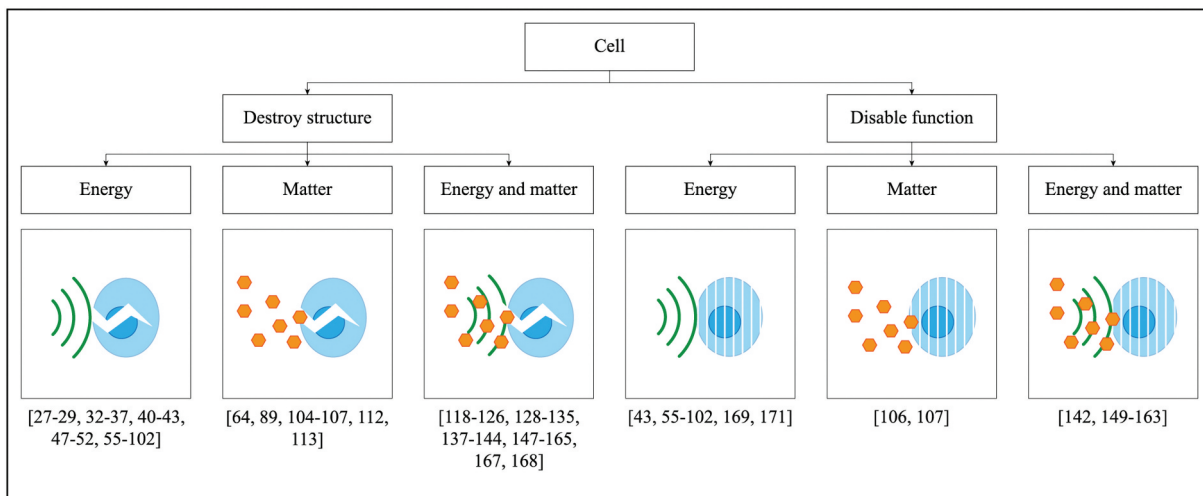 Cell
Destroy structure
Disable function
Energy
Matter
Energy and matter
Energy
Matter
Energy and matter
[27-29, 32-37, 40-43,
47-52, 55-102]
[64, 89, 104-107, 112,
113]
[118-126, 128-135,
137-144, 147-165,
167, 168]
[43, 55-102, 169, 171]
[106, 107]
[142, 149-163]